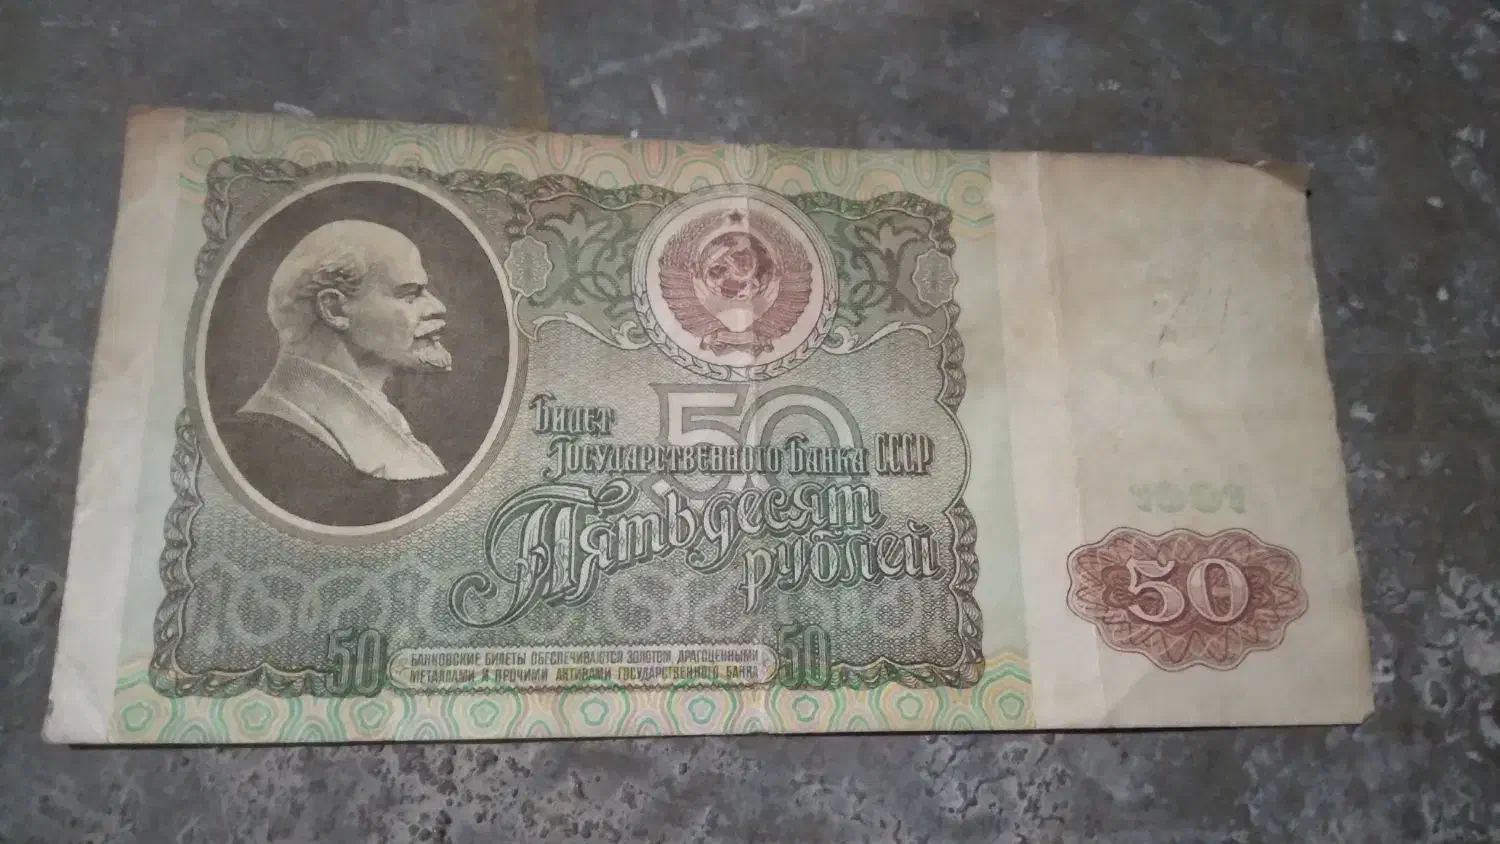 50
Билет
Государственного Банка СССР
Пятьдесят
рублей
50
50 БАНКОВСКИЕ БИЛЕТЫ ОБЕСПЕЧИВАЮТСЯ ЗОЛОТОМ, ДРАГОЦЕННЫМИ 50
МЕТАЛЛАМИ И ПРОЧИМИ АКТИВАМИ ГОСУДАРСТВЕННОГО БАНКА